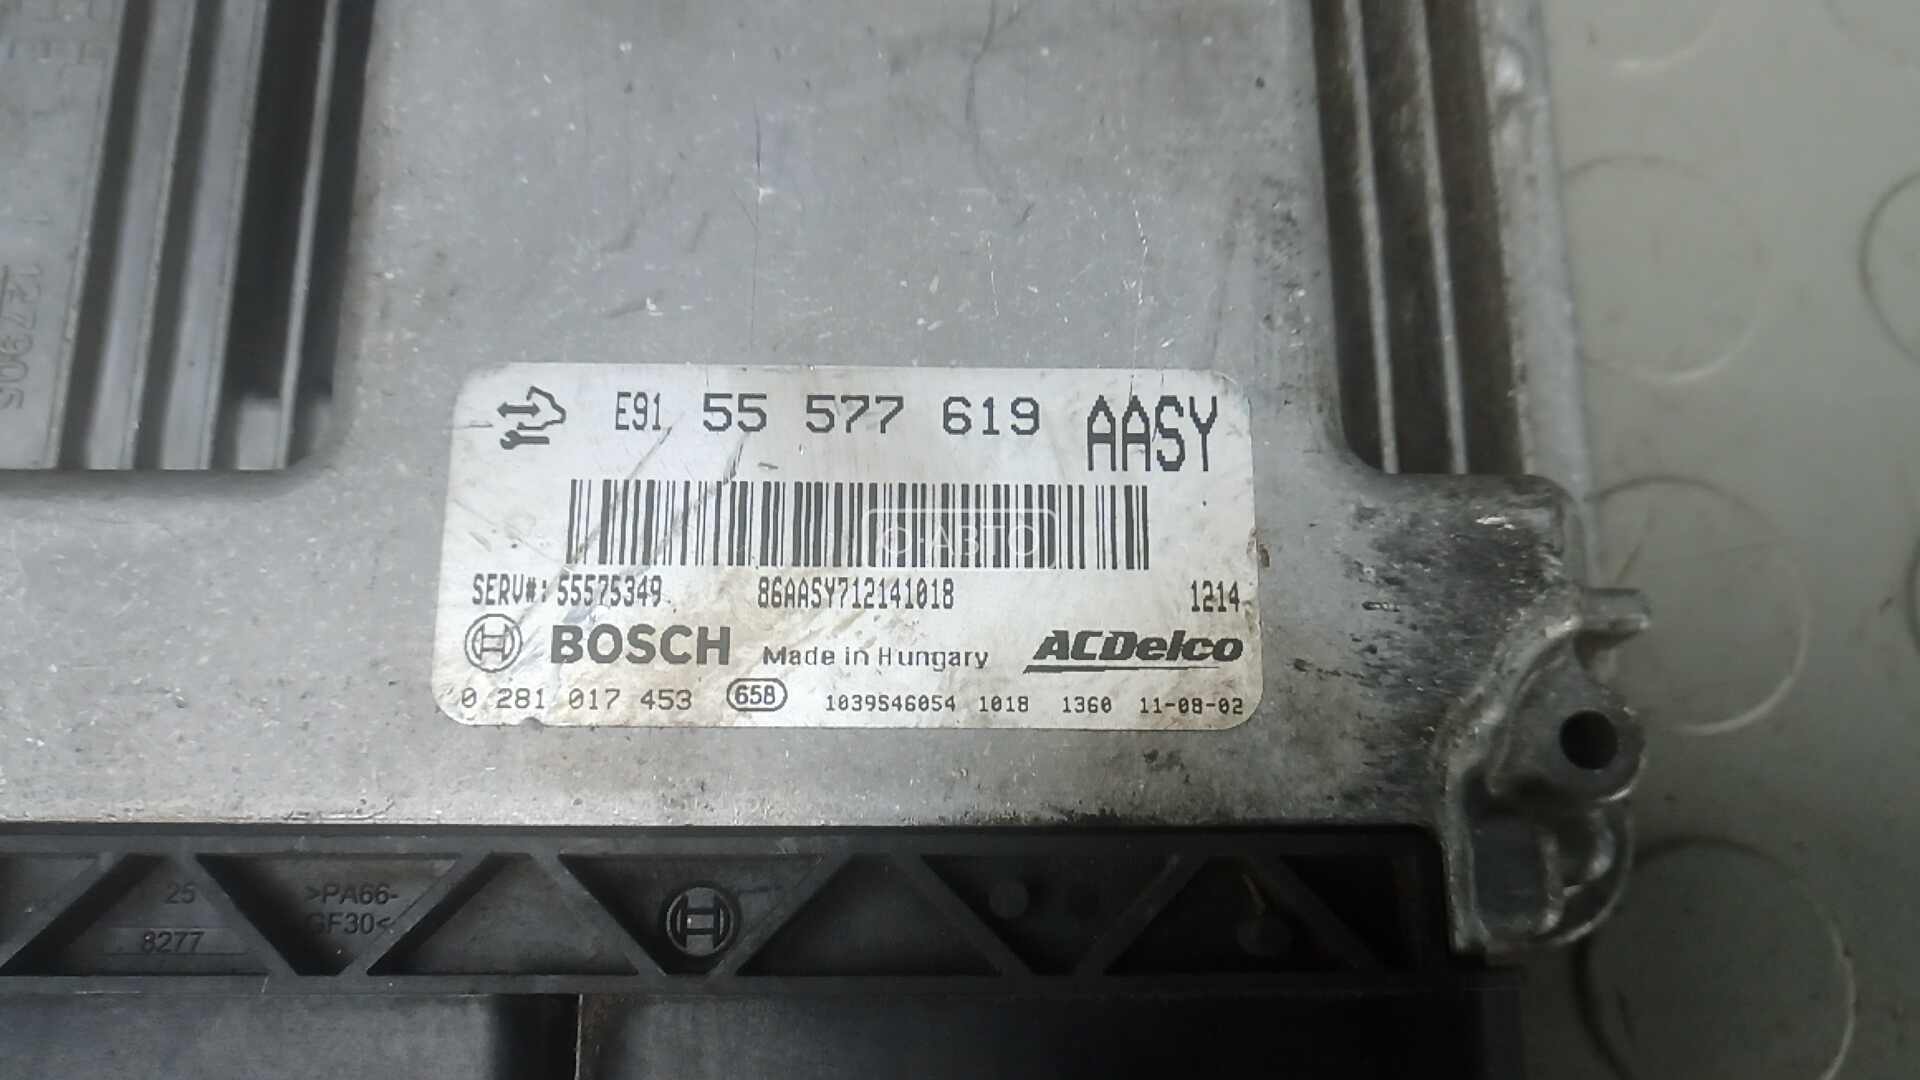 E91 55 577 619 AASY
О-АВТО
SERV#: 55575349 86AASY712141018 1214
BOSCH Made in Hungary ACDelco
0 281 017 453 658 1039S46054 1018 1360 11-08-02
25 >PA66-
8277 GF30<